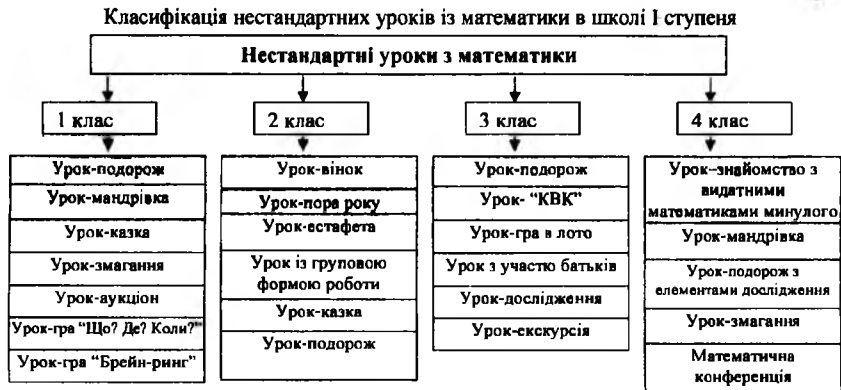 Класифікація нестандартних уроків із математики в школі І ступеня
Нестандартні уроки з математики
1 клас
2 клас
3 клас
4 клас
Урок-подорож
Урок-мандрівка
Урок-казка
Урок-змагання
Урок-аукціон
Урок-гра “Що? Де? Коли?”
Урок-гра “Брейн-ринг”
Урок-вінок
Урок-пора року
Урок-естафета
Урок із груповою
формою роботи
Урок-казка
Урок-подорож
Урок-подорож
Урок- “КВК”
Урок-гра в лото
Урок з участю батьків
Урок-дослідження
Урок-екскурсія
Урок–знайомство з
видатними
математиками минулого
Урок-мандрівка
Урок-подорож з
елементами дослідження
Урок-змагання
Математична
конференція